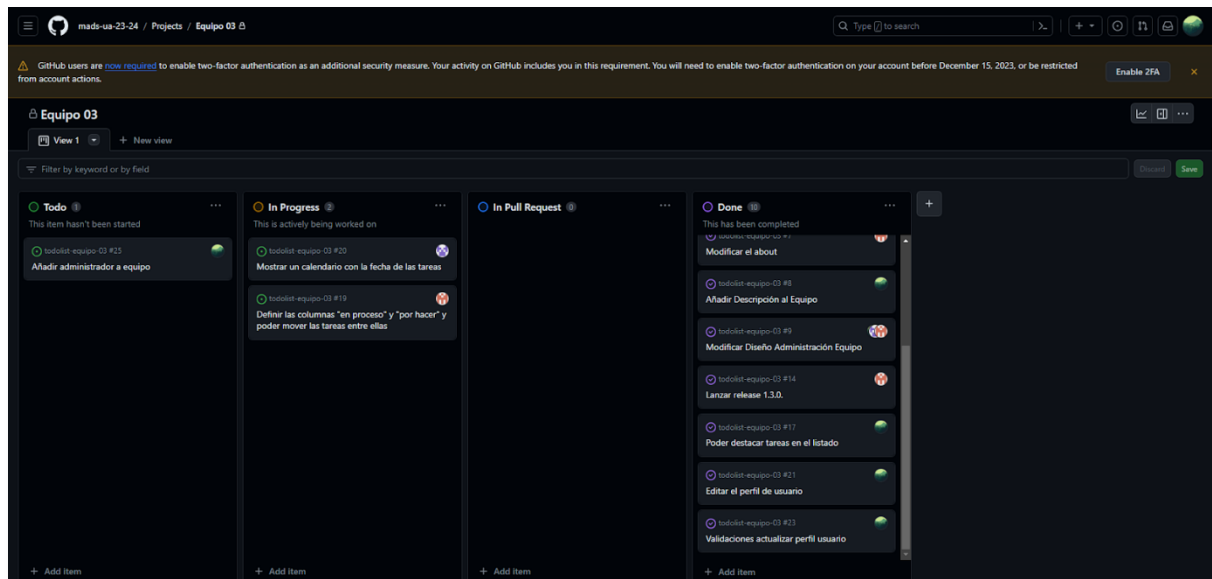 mads-ua-23-24 / Projects / Equipo 03
Type / to search
GitHub users are now required to enable two-factor authentication as an additional security measure. Your activity on GitHub includes you in this requirement. You will need to enable two-factor authentication on your account before December 15, 2023, or be restricted
from account actions.
Enable 2FA
Equipo 03
View 1
+ New view
Filter by keyword or by field
Discard
Save
Todo 1
This item hasn't been started
todolist-equipo-03 #25
Añadir administrador a equipo
+ Add item
In Progress 2
This is actively being worked on
todolist-equipo-03 #20
Mostrar un calendario con la fecha de las tareas
todolist-equipo-03 #19
Definir las columnas "en proceso" y "por hacer" y
poder mover las tareas entre ellas
+ Add item
In Pull Request 0
+ Add item
Done 10
This has been completed
todolist-equipo-03 #7
Modificar el about
todolist-equipo-03 #8
Añadir Descripción al Equipo
todolist-equipo-03 #9
Modificar Diseño Administración Equipo
todolist-equipo-03 #14
Lanzar release 1.3.0.
todolist-equipo-03 #17
Poder destacar tareas en el listado
todolist-equipo-03 #21
Editar el perfil de usuario
todolist-equipo-03 #23
Validaciones actualizar perfil usuario
+ Add item